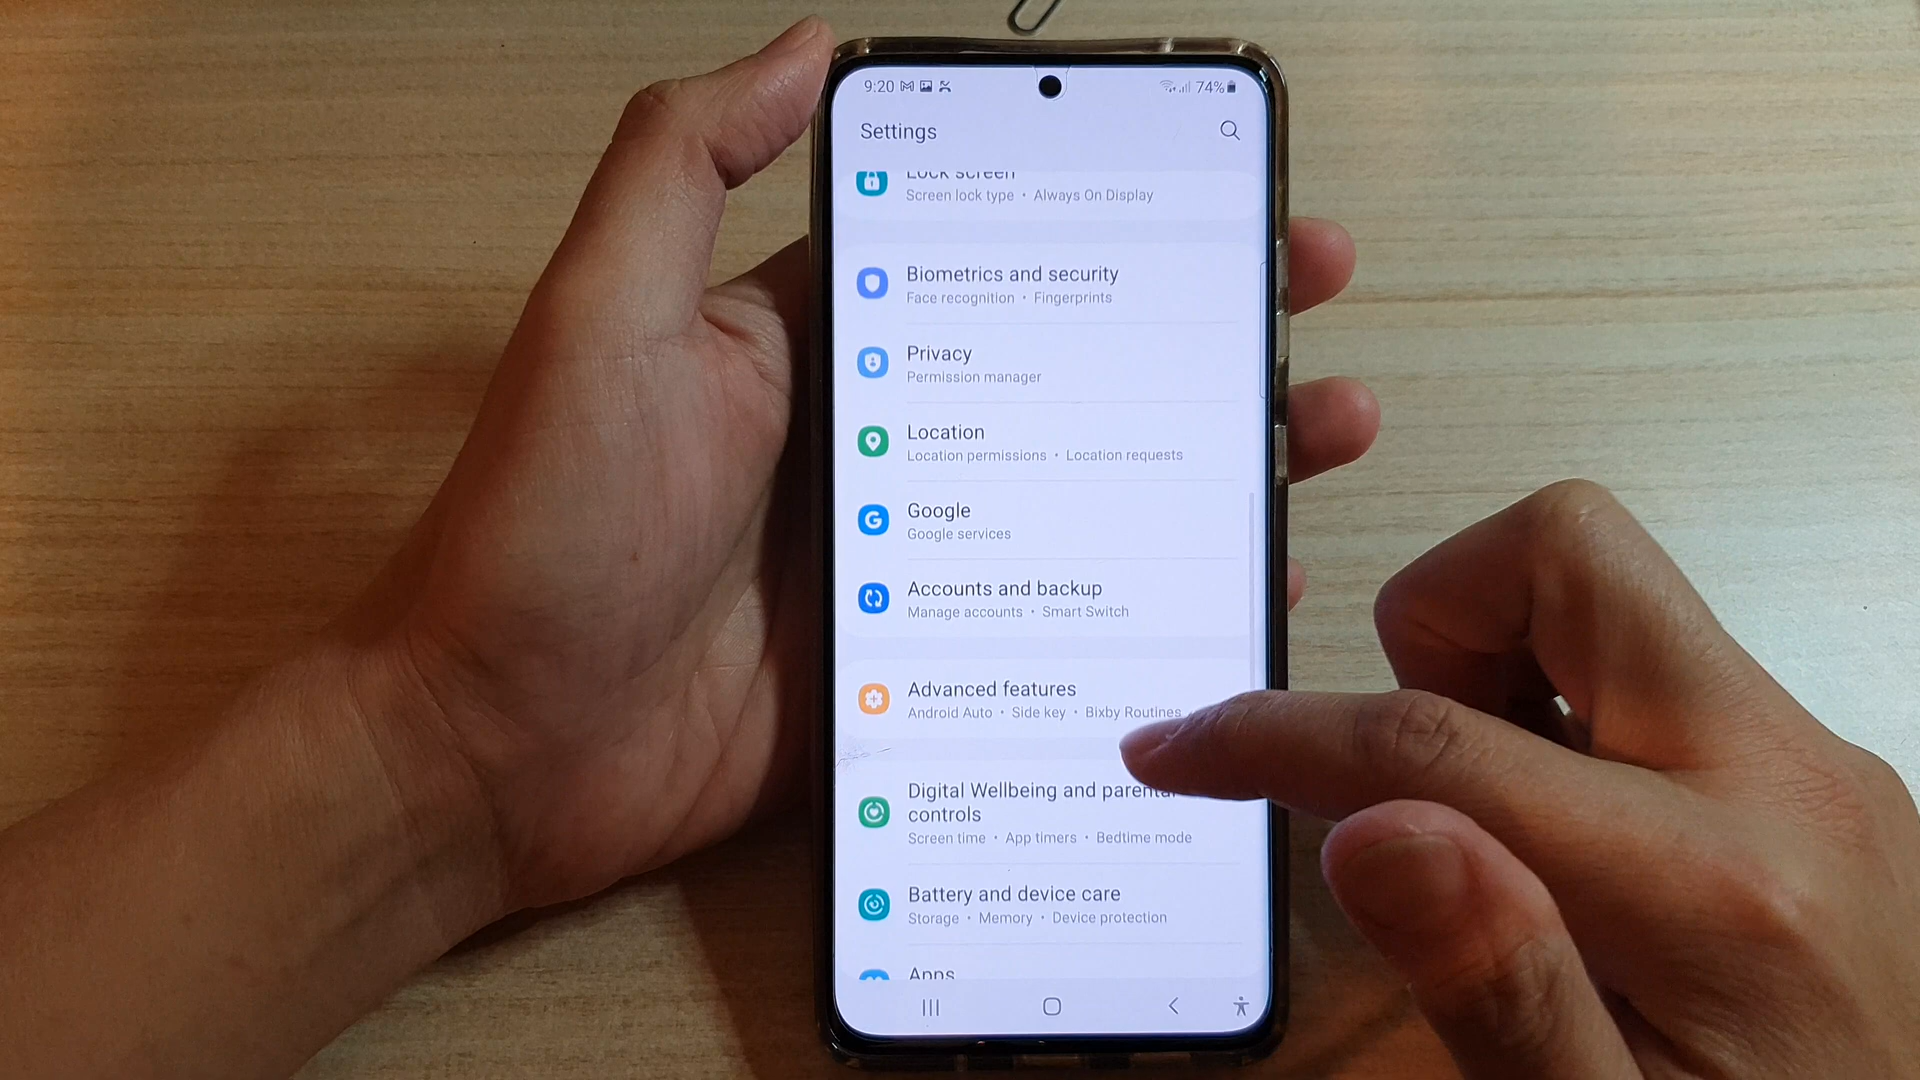 9:20
74%
Settings
Lock screen
Screen lock type • Always On Display
Biometrics and security
Face recognition • Fingerprints
Privacy
Permission manager
Location
Location permissions • Location requests
Google
Google services
Accounts and backup
Manage accounts • Smart Switch
Advanced features
Android Auto • Side key • Bixby Routines
Digital Wellbeing and parental
controls
Screen time • App timers • Bedtime mode
Battery and device care
Storage • Memory • Device protection
Apps